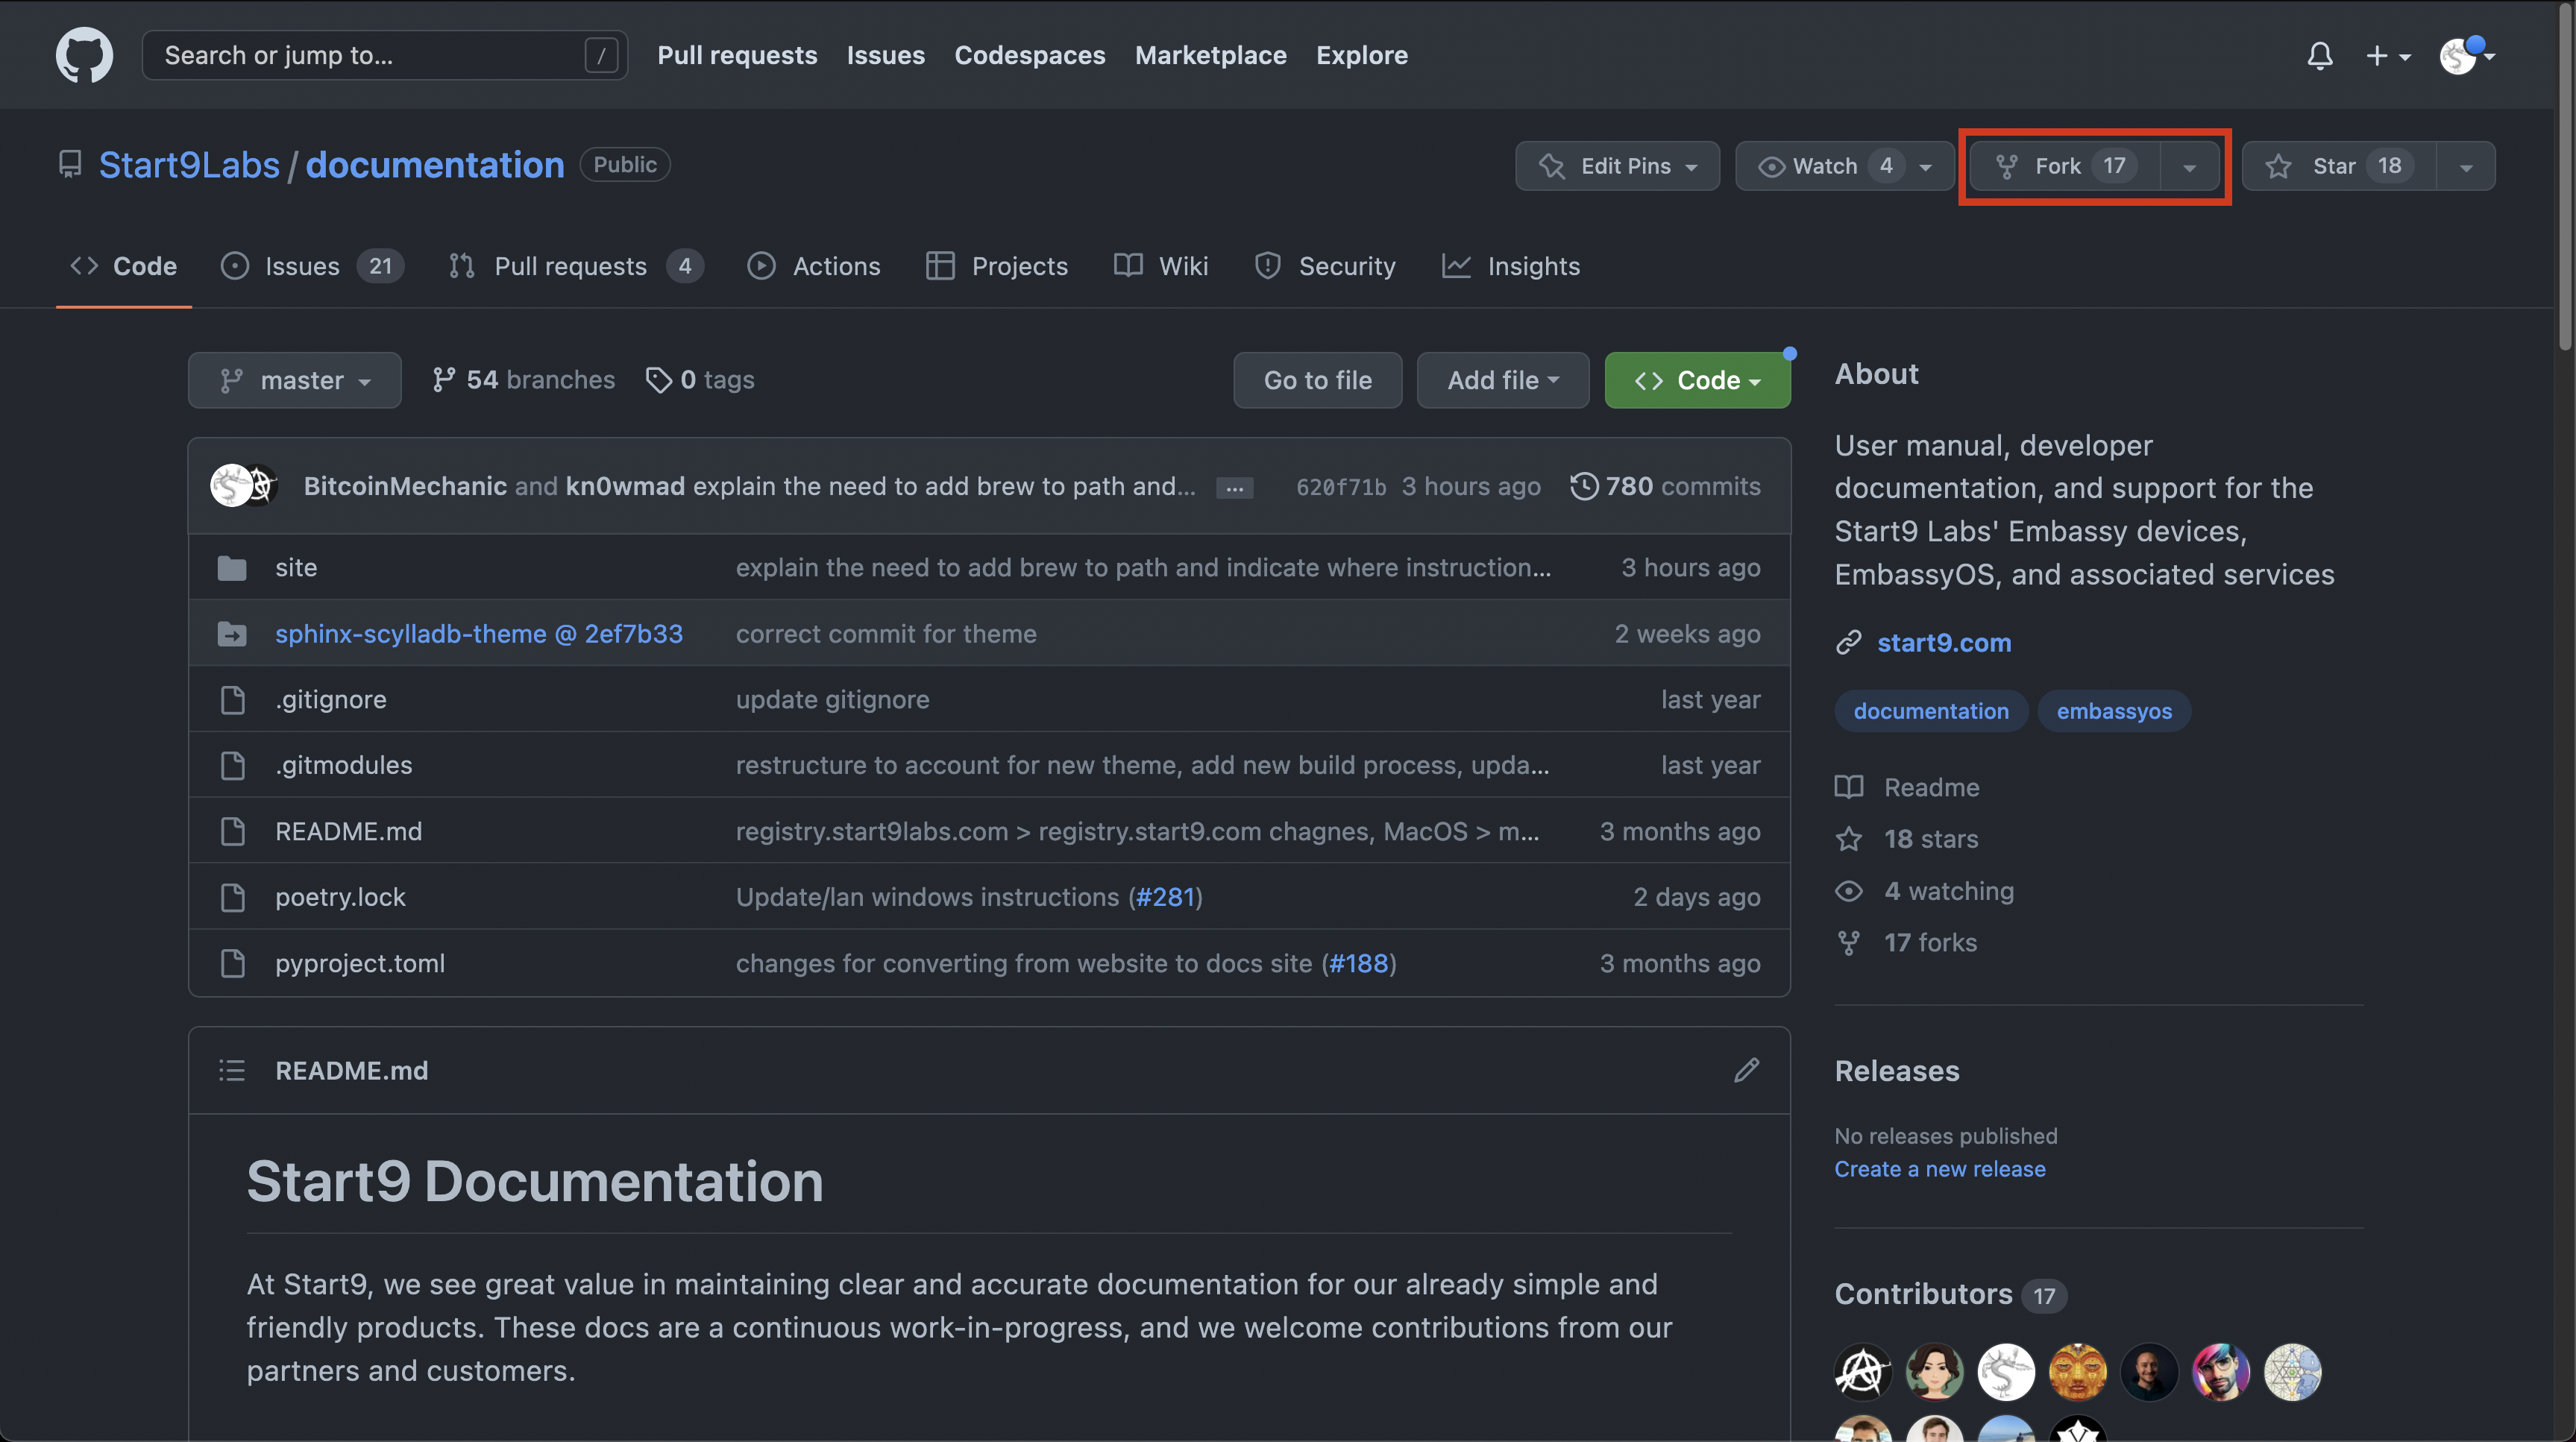 Search or jump to... / Pull requests Issues Codespaces Marketplace Explore
Start9Labs / documentation Public Edit Pins Watch 4 Fork 17 Star 18
Code Issues 21 Pull requests 4 Actions Projects Wiki Security Insights
master 54 branches 0 tags Go to file Add file Code
BitcoinMechanic and kn0wmad explain the need to add brew to path and... ... 620f71b 3 hours ago 780 commits
site explain the need to add brew to path and indicate where instruction... 3 hours ago
sphinx-scylladb-theme @ 2ef7b33 correct commit for theme 2 weeks ago
.gitignore update gitignore last year
.gitmodules restructure to account for new theme, add new build process, upda... last year
README.md registry.start9labs.com > registry.start9.com chagnes, MacOS > m... 3 months ago
poetry.lock Update/lan windows instructions (#281) 2 days ago
pyproject.toml changes for converting from website to docs site (#188) 3 months ago
README.md
Start9 Documentation
At Start9, we see great value in maintaining clear and accurate documentation for our already simple and
friendly products. These docs are a continuous work-in-progress, and we welcome contributions from our
partners and customers.
About
User manual, developer
documentation, and support for the
Start9 Labs' Embassy devices,
EmbassyOS, and associated services
start9.com
documentation embassyos
Readme
18 stars
4 watching
17 forks
Releases
No releases published
Create a new release
Contributors 17